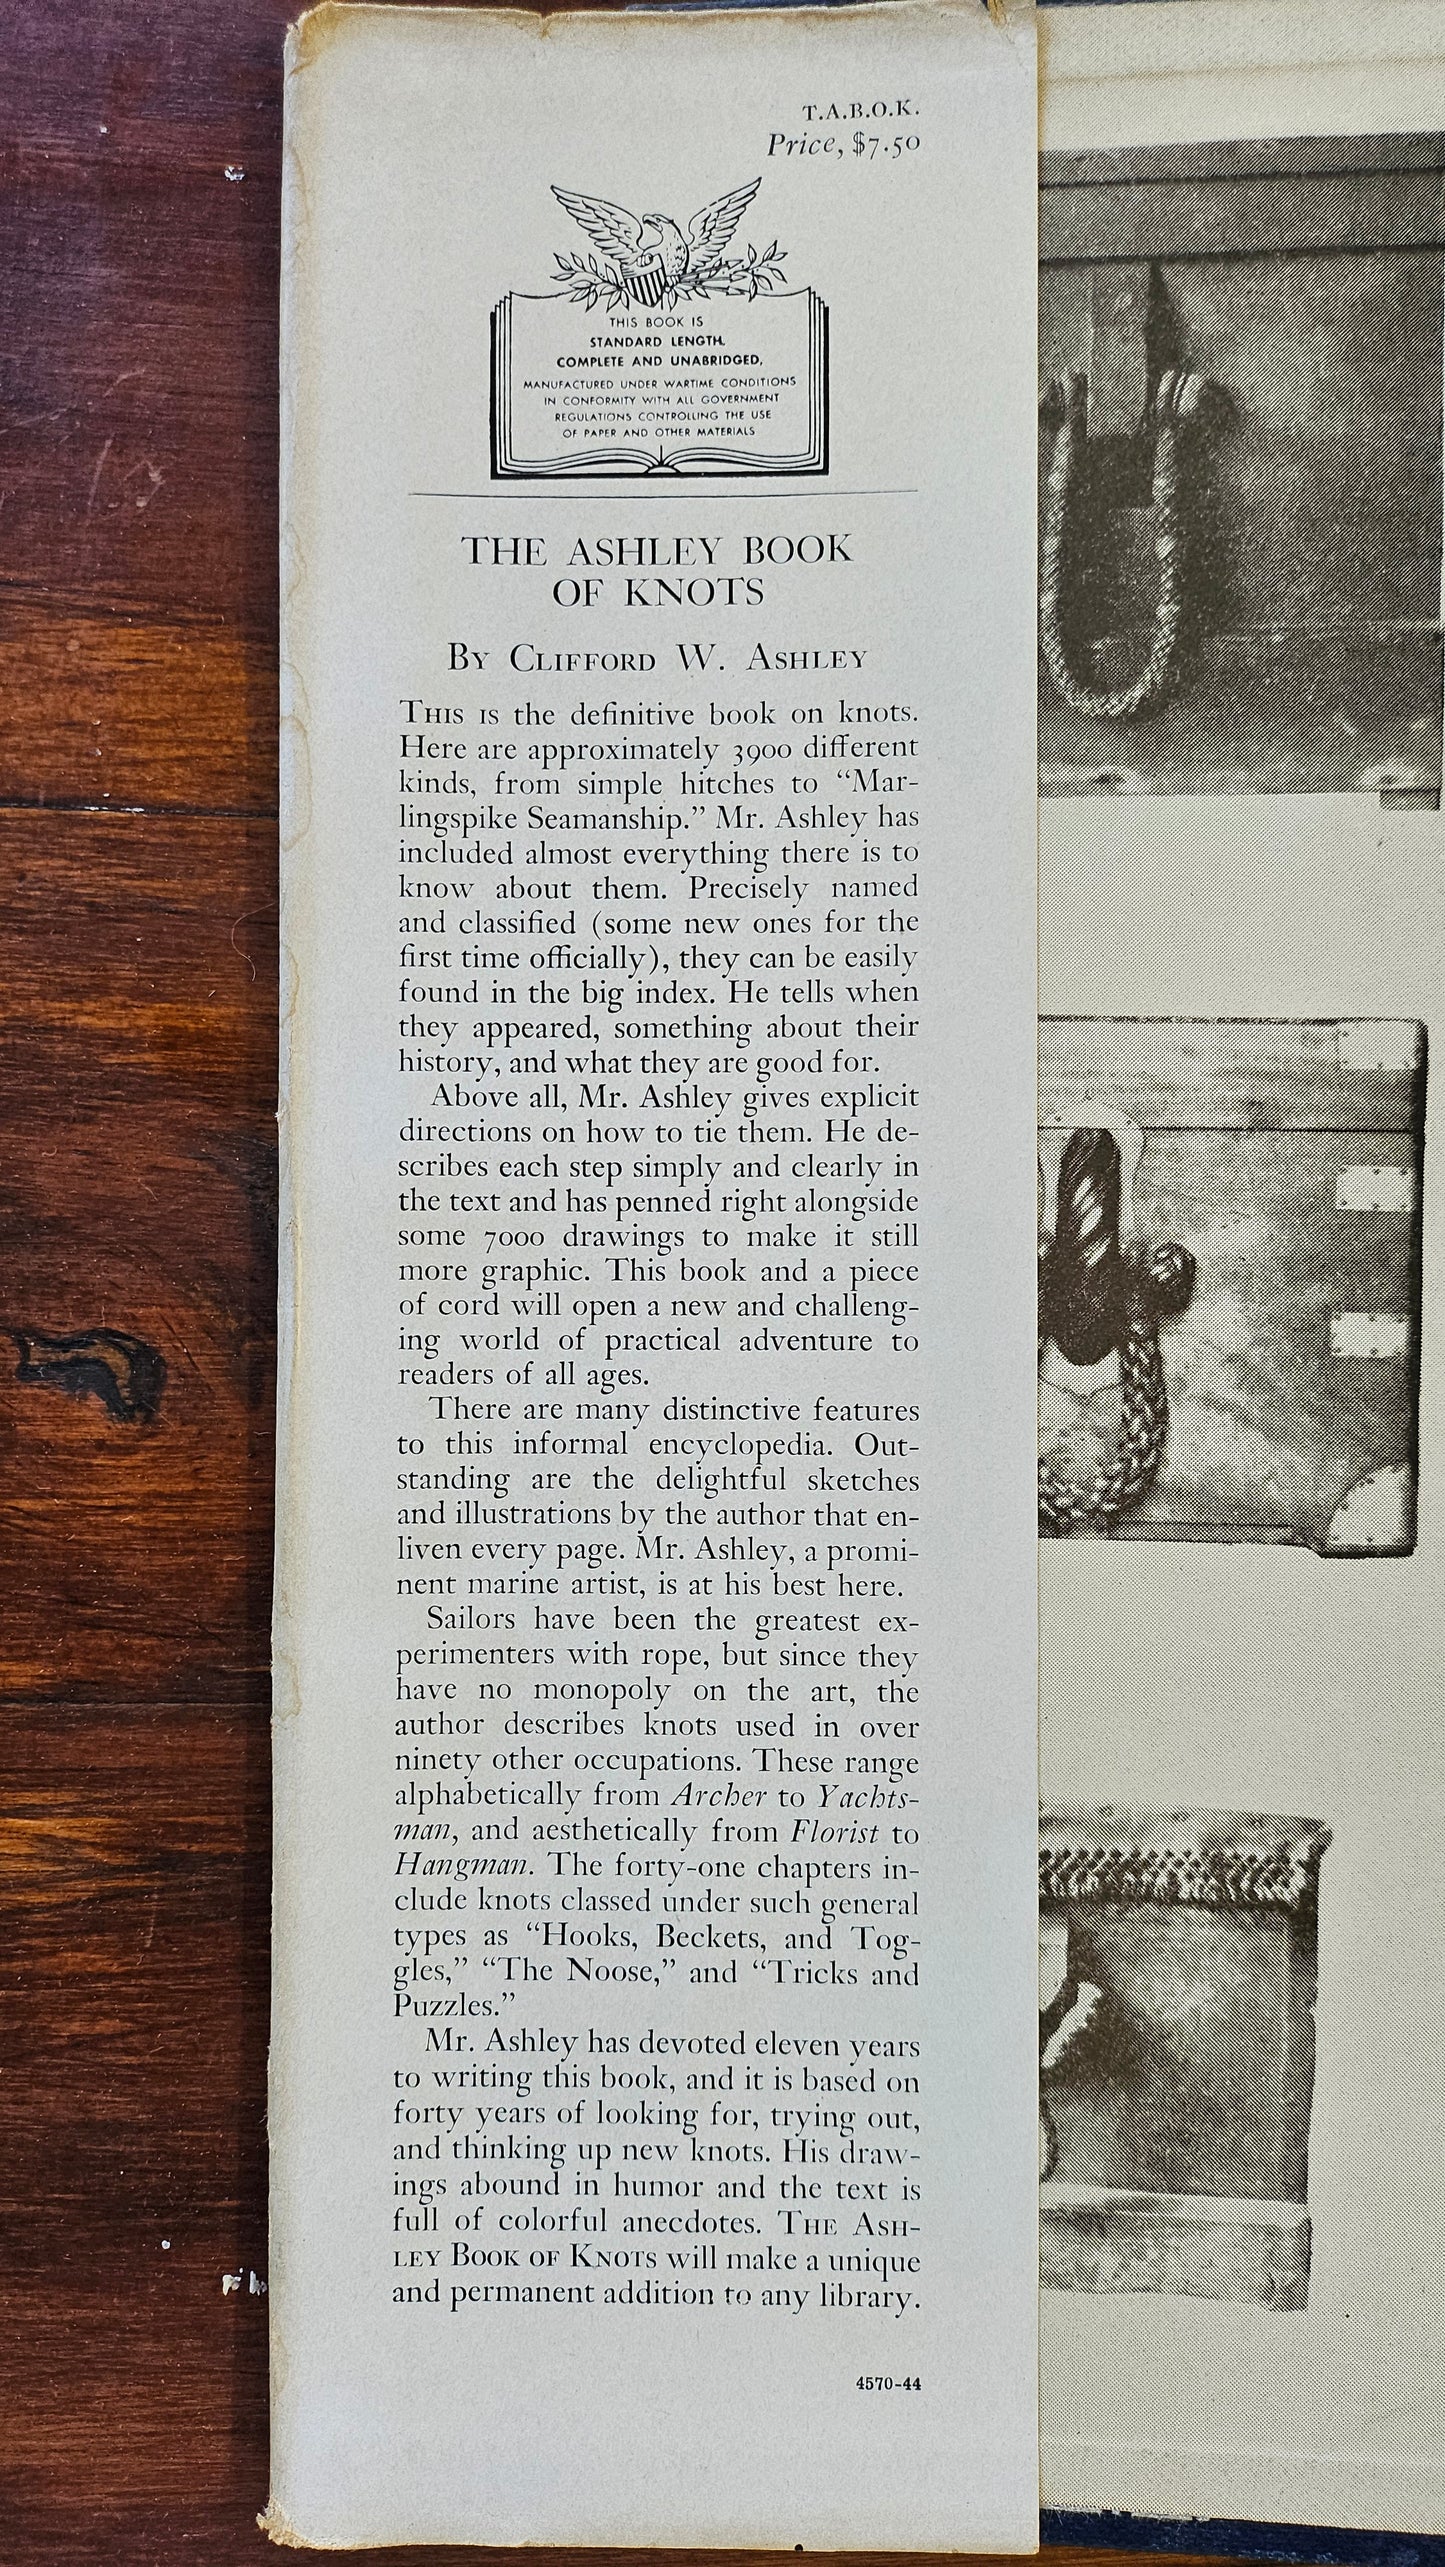 T.A.B.O.K.
Price, $7.50
THIS BOOK IS
STANDARD LENGTH,
COMPLETE AND UNABRIDGED,
MANUFACTURED UNDER WARTIME CONDITIONS
IN CONFORMITY WITH ALL GOVERNMENT
REGULATIONS CONTROLLING THE USE
OF PAPER AND OTHER MATERIALS
THE ASHLEY BOOK
OF KNOTS
BY CLIFFORD W. ASHLEY
THIS IS the definitive book on knots.
Here are approximately 3900 different
kinds, from simple hitches to “Mar-
lingspike Seamanship.” Mr. Ashley has
included almost everything there is to
know about them. Precisely named
and classified (some new ones for the
first time officially), they can be easily
found in the big index. He tells when
they appeared, something about their
history, and what they are good for.
Above all, Mr. Ashley gives explicit
directions on how to tie them. He de-
scribes each step simply and clearly in
the text and has penned right alongside
some 7000 drawings to make it still
more graphic. This book and a piece
of cord will open a new and challeng-
ing world of practical adventure to
readers of all ages.
There are many distinctive features
to this informal encyclopedia. Out-
standing are the delightful sketches
and illustrations by the author that en-
liven every page. Mr. Ashley, a promi-
nent marine artist, is at his best here.
Sailors have been the greatest ex-
perimenters with rope, but since they
have no monopoly on the art, the
author describes knots used in over
ninety other occupations. These range
alphabetically from Archer to Yachts-
man, and aesthetically from Florist to
Hangman. The forty-one chapters in-
clude knots classed under such general
types as “Hooks, Beckets, and Tog-
gles,” “The Noose,” and “Tricks and
Puzzles.”
Mr. Ashley has devoted eleven years
to writing this book, and it is based on
forty years of looking for, trying out,
and thinking up new knots. His draw-
ings abound in humor and the text is
full of colorful anecdotes. THE ASH-
LEY BOOK OF KNOTS will make a unique
and permanent addition to any library.
4570-44